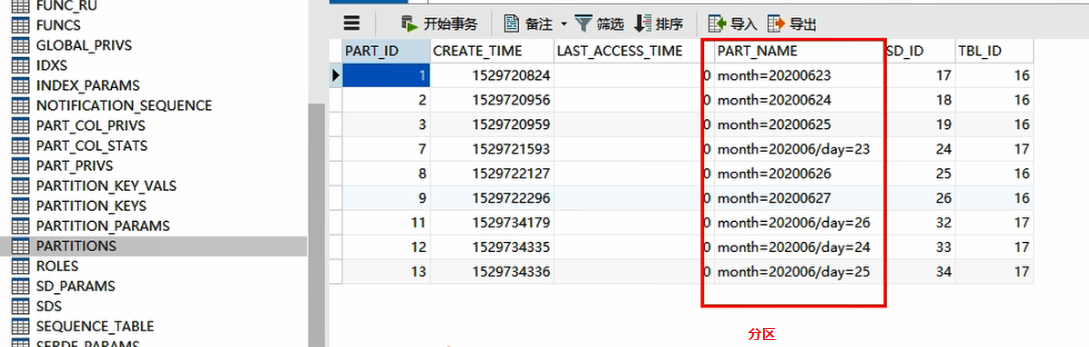 FUNC_RU
FUNCS
GLOBAL_PRIVS
IDXS
INDEX_PARAMS
NOTIFICATION_SEQUENCE
PART_COL_PRIVS
PART_COL_STATS
PART_PRIVS
PARTITION_KEY_VALS
PARTITION_KEYS
PARTITION_PARAMS
PARTITIONS
ROLES
SD_PARAMS
SDS
SEQUENCE_TABLE
SERDE_PARAMS
开始事务 备注 筛选 排序 导入 导出
PART_ID CREATE_TIME LAST_ACCESS_TIME PART_NAME SD_ID TBL_ID
1 1529720824 0 month=20200623 17 16
2 1529720956 0 month=20200624 18 16
3 1529720959 0 month=20200625 19 16
7 1529721593 0 month=202006/day=23 24 17
8 1529722127 0 month=20200626 25 16
9 1529722296 0 month=20200627 26 16
11 1529734179 0 month=202006/day=26 32 17
12 1529734335 0 month=202006/day=24 33 17
13 1529734336 0 month=202006/day=25 34 17
分区